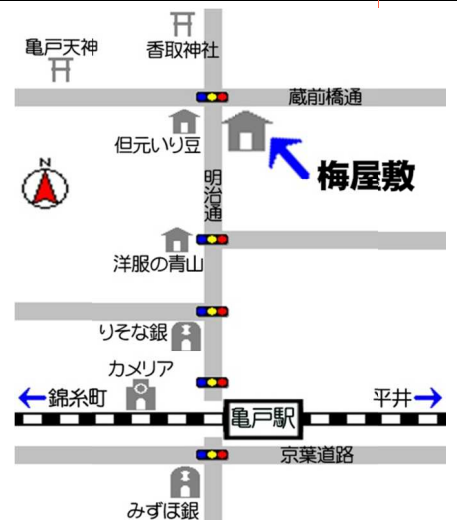 亀戸天神
香取神社
蔵前橋通
但元いり豆
N
梅屋敷
明治通
洋服の青山
りそな銀
カメリア
←錦糸町
平井→
亀戸駅
京葉道路
みずほ銀